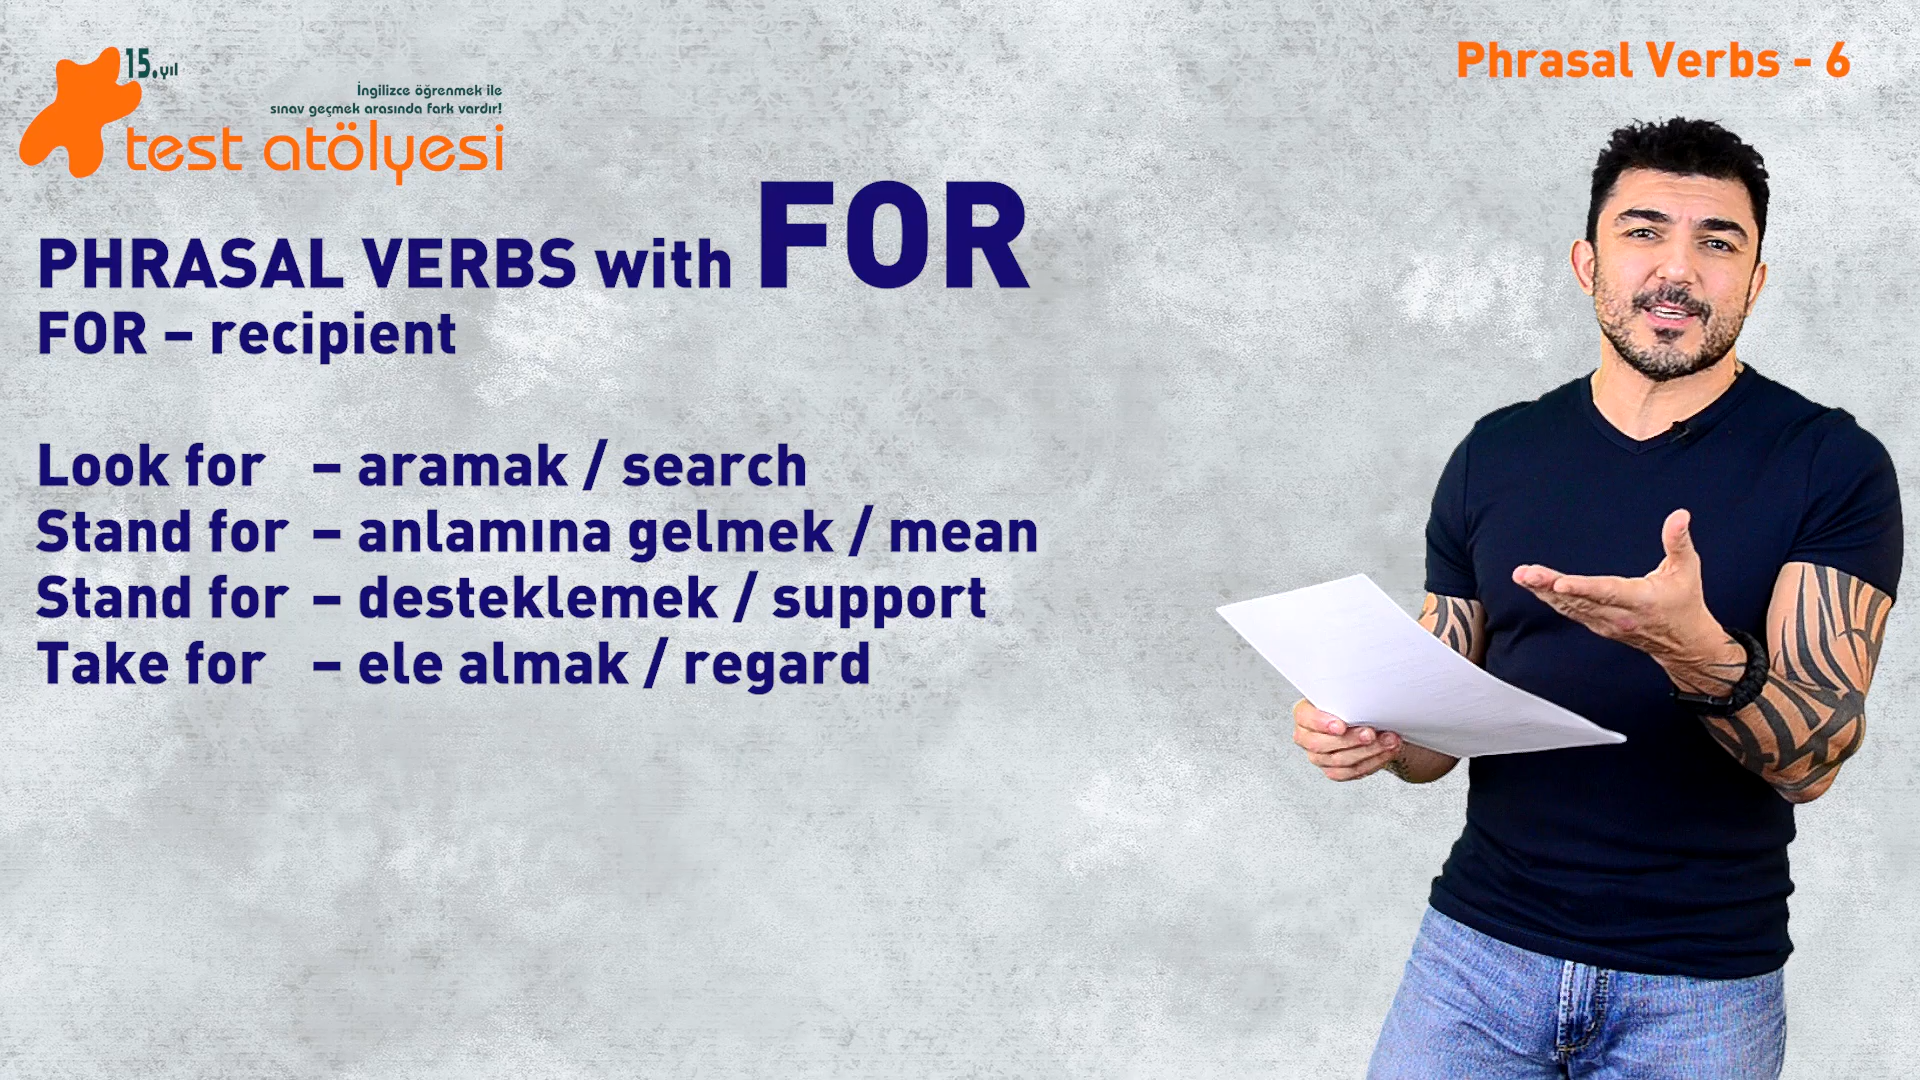 15.yıl
İngilizce öğrenmek ile
sınav geçmek arasında fark vardır!
test atölyesi
Phrasal Verbs - 6
PHRASAL VERBS with FOR
FOR – recipient
Look for – aramak / search
Stand for – anlamına gelmek / mean
Stand for – desteklemek / support
Take for – ele almak / regard